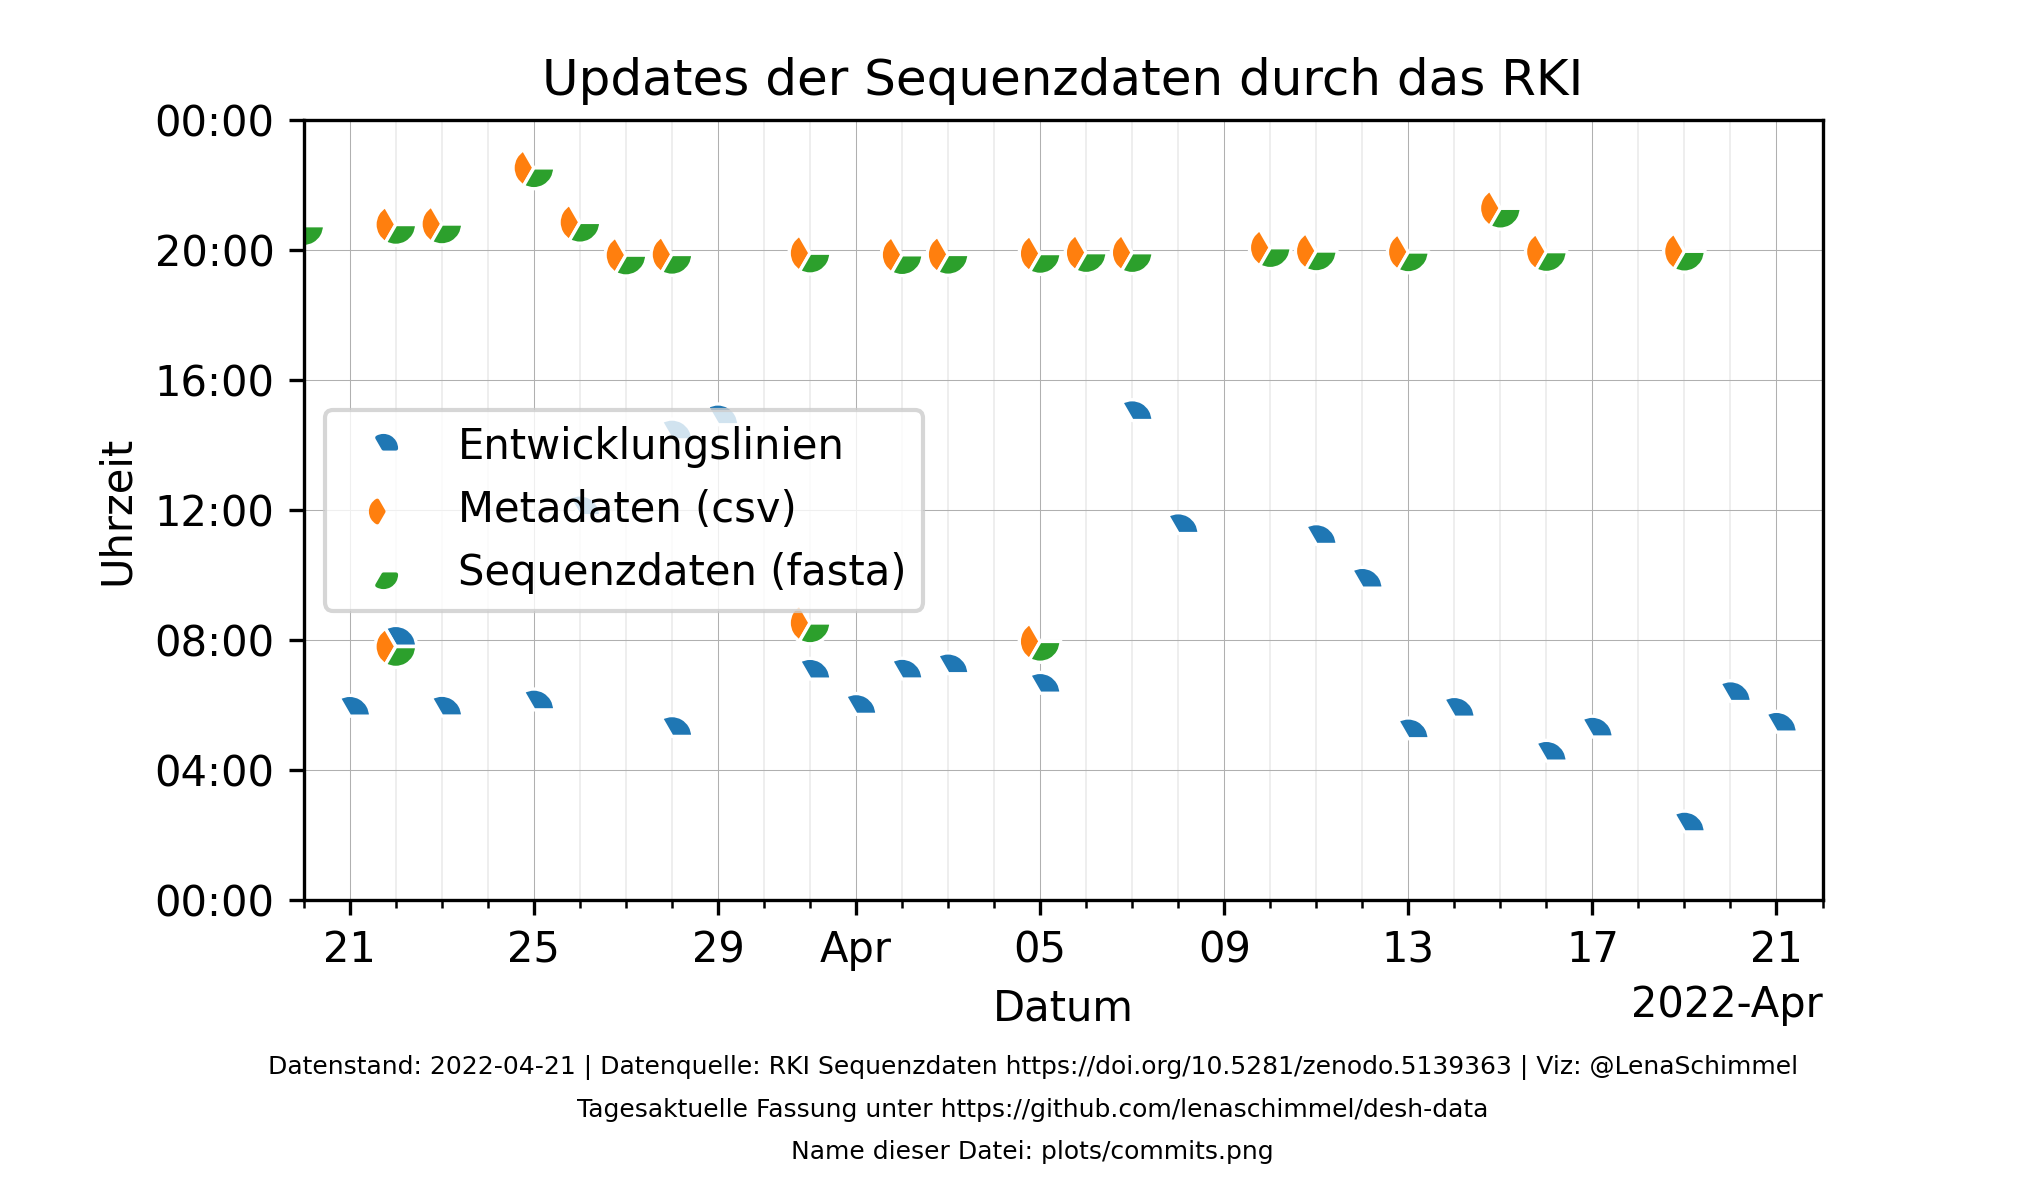 Updates der Sequenzdaten durch das RKI
00:00
20:00
16:00
12:00
08:00
04:00
00:00
Uhrzeit
Entwicklungslinien
Metadaten (csv)
Sequenzdaten (fasta)
21 25 29 Apr 05 09 13 17 21
Datum
2022-Apr
Datenstand: 2022-04-21 | Datenquelle: RKI Sequenzdaten https://doi.org/10.5281/zenodo.5139363 | Viz: @LenaSchimmel
Tagesaktuelle Fassung unter https://github.com/lenaschimmel/desh-data
Name dieser Datei: plots/commits.png